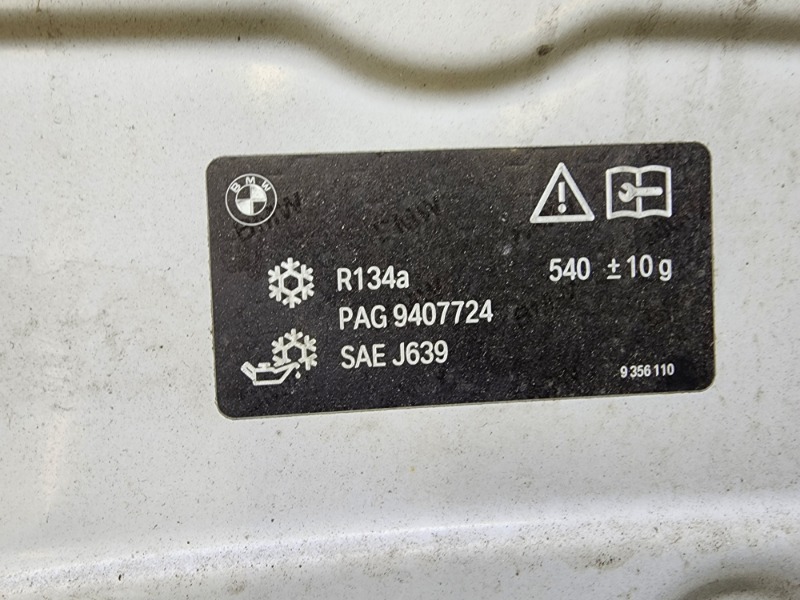 BMW
R134a 540 ±10 g
PAG 9407724
SAE J639
9 356 110